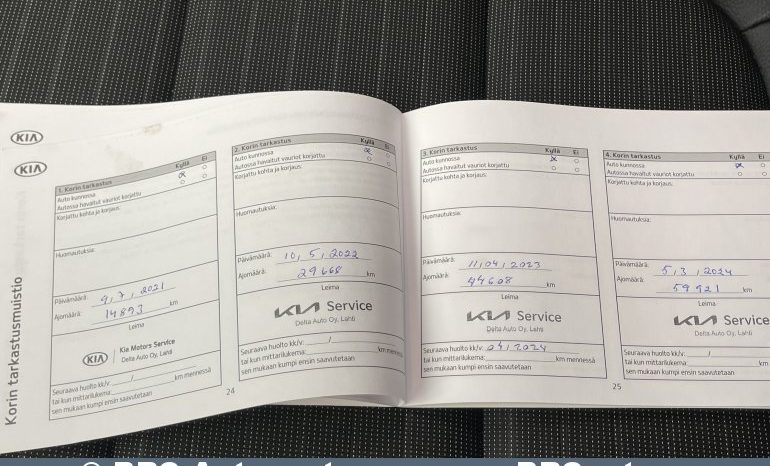 KIA
KIA
Korin tarkastusmuistio
1. Korin tarkastus Kyllä Ei
Auto kunnossa
Autossa havaitut vauriot korjattu
Korjattu kohta ja korjaus:
Huomautuksia:
Päivämäärä: 9, 7, 2021
Ajomäärä: 14893 km
Leima
KIA Kia Motors Service
Delta Auto Oy, Lahti
Seuraava huolto kk/v: /
tai kun mittarilukema: km mennessä
sen mukaan kumpi ensin saavutetaan
2. Korin tarkastus Kyllä Ei
Auto kunnossa
Autossa havaitut vauriot korjattu
Korjattu kohta ja korjaus:
Huomautuksia:
Päivämäärä: 10, 5, 2022
Ajomäärä: 29668 km
Leima
KIA Service
Delta Auto Oy, Lahti
Seuraava huolto kk/v: /
tai kun mittarilukema: km mennessä
sen mukaan kumpi ensin saavutetaan
24
3. Korin tarkastus Kyllä Ei
Auto kunnossa
Autossa havaitut vauriot korjattu
Korjattu kohta ja korjaus:
Huomautuksia:
Päivämäärä: 11, 04, 2023
Ajomäärä: 44608 km
Leima
KIA Service
Delta Auto Oy, Lahti
Seuraava huolto kk/v: 04/2024
tai kun mittarilukema: km mennessä
sen mukaan kumpi ensin saavutetaan
4. Korin tarkastus Kyllä Ei
Auto kunnossa
Autossa havaitut vauriot korjattu
Korjattu kohta ja korjaus:
Huomautuksia:
Päivämäärä: 5, 3, 2024
Ajomäärä: 59921 km
Leima
KIA Service
Delta Auto Oy, Lahti
Seuraava huolto kk/v: /
tai kun mittarilukema: km
sen mukaan kumpi ensin saavutetaan
25